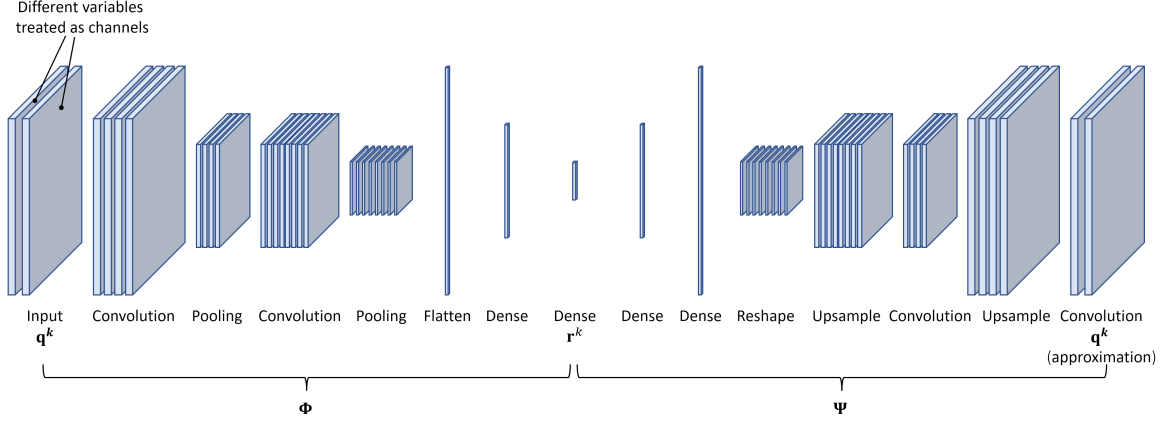 Different variables
treated as channels
Input Convolution Pooling Convolution Pooling Flatten Dense Dense Dense Dense Reshape Upsample Convolution Upsample Convolution
q^k r^k q^k
(approximation)
Φ Ψ